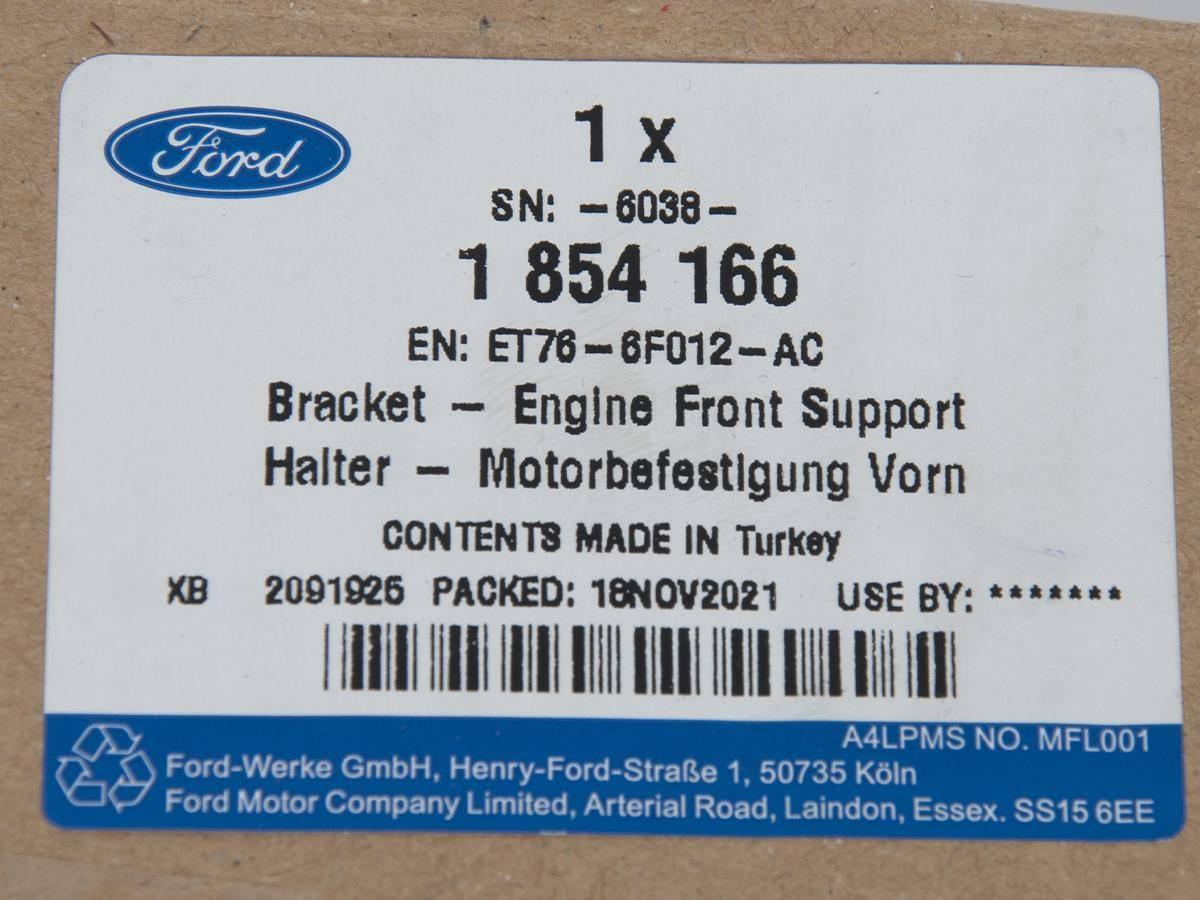 Ford
1 x
SN: -6038-
1 854 166
EN: ET76-6F012-AC
Bracket - Engine Front Support
Halter - Motorbefestigung Vorn
CONTENTS MADE IN Turkey
XB 2091925 PACKED: 18NOV2021 USE BY: *******
A4LPMS NO. MFL001
Ford-Werke GmbH, Henry-Ford-Straße 1, 50735 Köln
Ford Motor Company Limited, Arterial Road, Laindon, Essex. SS15 6EE